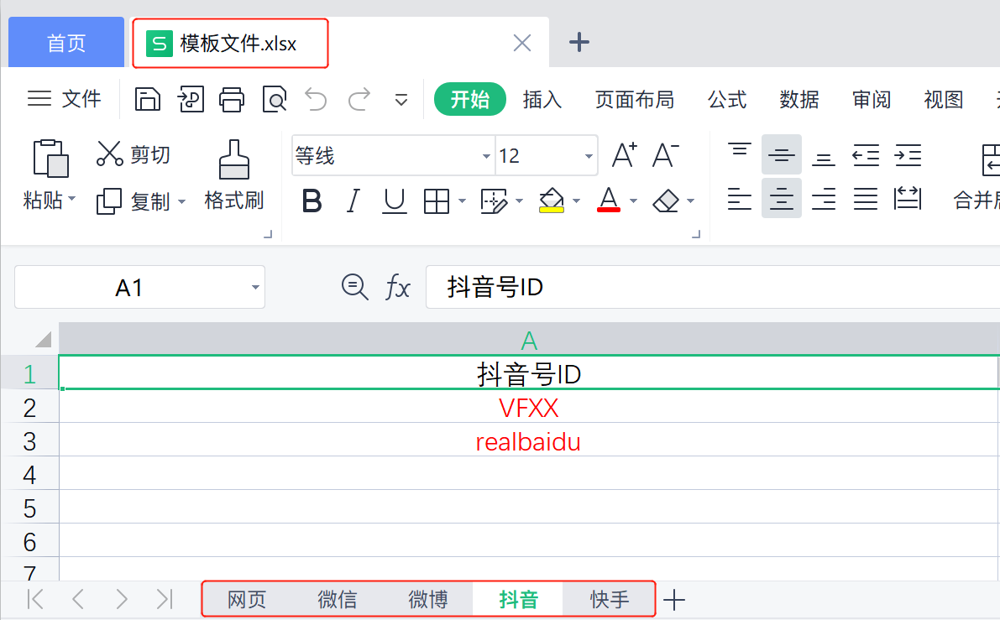 首页 模板文件.xlsx
文件 开始 插入 页面布局 公式 数据 审阅 视图
剪切 等线 12 A+ A-
粘贴 复制 格式刷 B I U A
A1 fx 抖音号ID
A
1 抖音号ID
2 VFXX
3 realbaidu
4
5
6
7
网页 微信 微博 抖音 快手